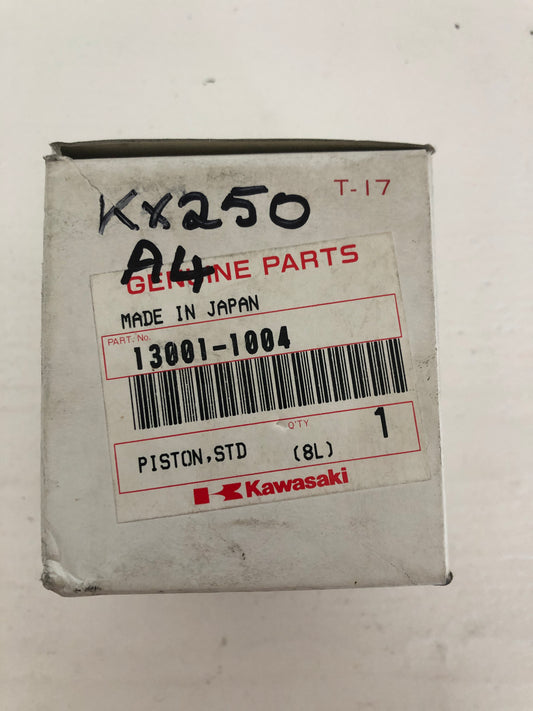 T-17
KX250
A4
GENUINE PARTS
MADE IN JAPAN
PART. No.
13001-1004
Q'TY
1
PISTON,STD (8L)
Kawasaki